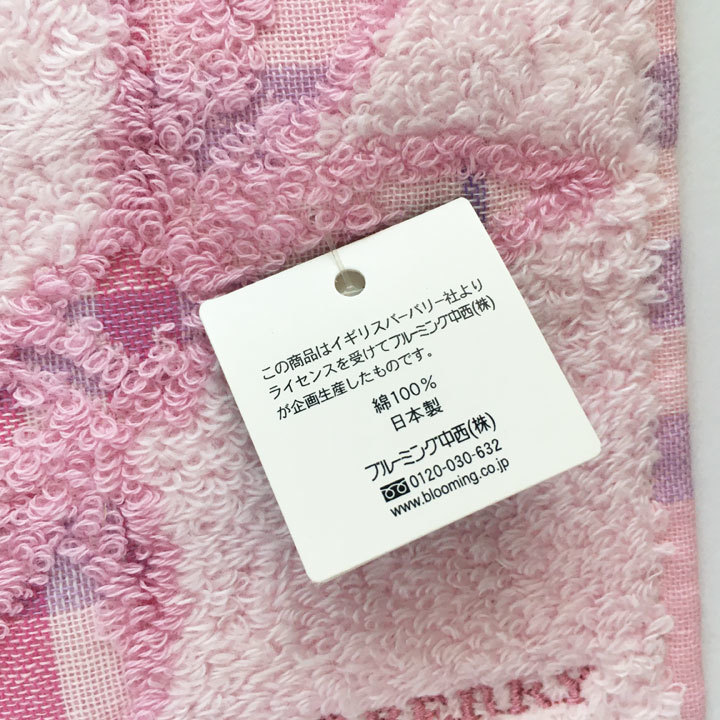 この商品はイギリスバーバリー社より
ライセンスを受けてブルーミング中西(株)
が企画生産したものです。
綿100%
日本製
ブルーミング中西(株)
0120-030-632
www.blooming.co.jp